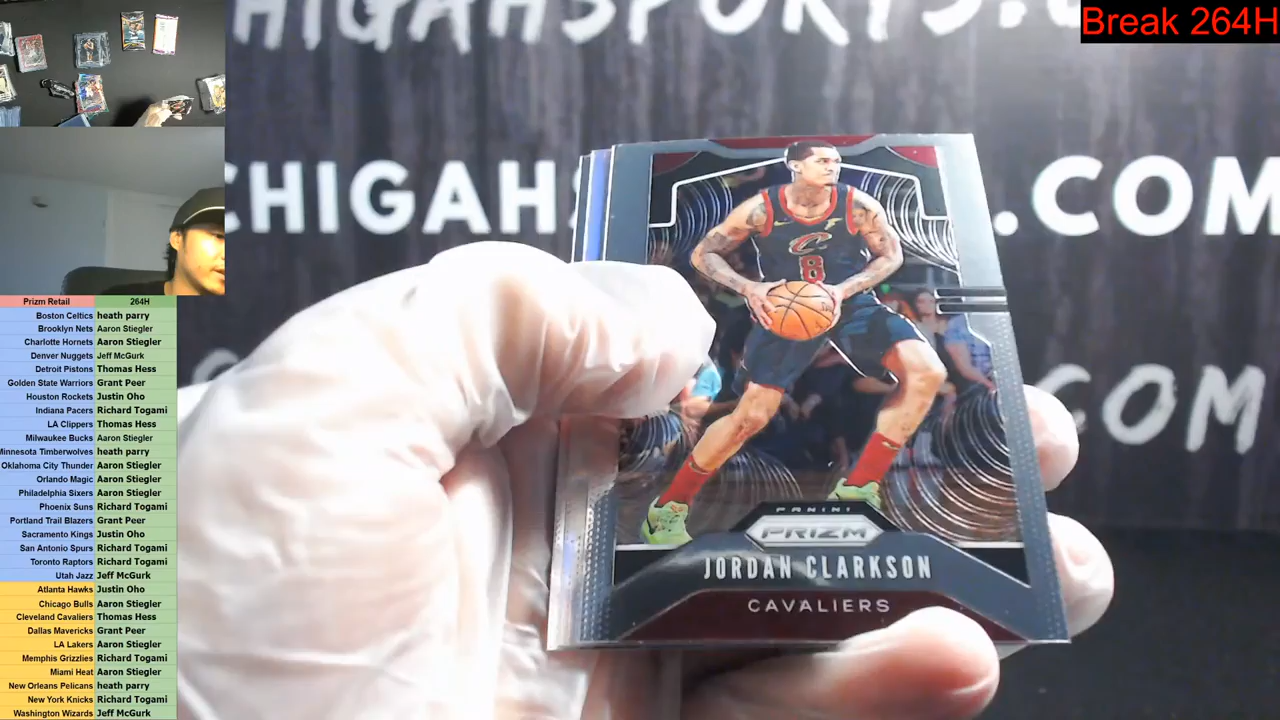 Break 264H
HIGAHSPORTS.C
CHIGAHS .COM
COM
C
8
PANINI
PRIZM
JORDAN CLARKSON
CAVALIERS
Prizm Retail 264H
Boston Celtics heath parry
Brooklyn Nets Aaron Stiegler
Charlotte Hornets Aaron Stiegler
Denver Nuggets Jeff McGurk
Detroit Pistons Thomas Hess
Golden State Warriors Grant Peer
Houston Rockets Justin Oho
Indiana Pacers Richard Togami
LA Clippers Thomas Hess
Milwaukee Bucks Aaron Stiegler
Minnesota Timberwolves heath parry
Oklahoma City Thunder Aaron Stiegler
Orlando Magic Aaron Stiegler
Philadelphia Sixers Aaron Stiegler
Phoenix Suns Richard Togami
Portland Trail Blazers Grant Peer
Sacramento Kings Justin Oho
San Antonio Spurs Richard Togami
Toronto Raptors Richard Togami
Utah Jazz Jeff McGurk
Atlanta Hawks Justin Oho
Chicago Bulls Aaron Stiegler
Cleveland Cavaliers Thomas Hess
Dallas Mavericks Grant Peer
LA Lakers Aaron Stiegler
Memphis Grizzlies Richard Togami
Miami Heat Aaron Stiegler
New Orleans Pelicans heath parry
New York Knicks Richard Togami
Washington Wizards Jeff McGurk